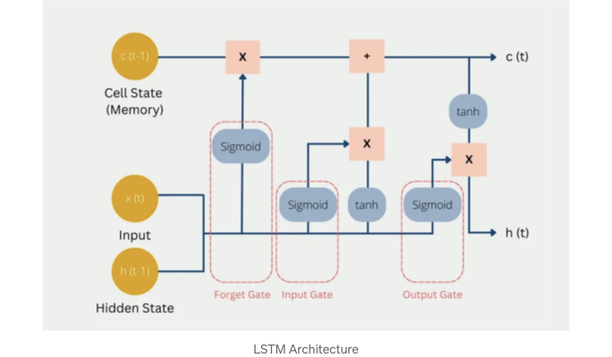 c (t-1)
X
+
c (t)
Cell State
(Memory)
tanh
Sigmoid
X
X
x (t)
Sigmoid
tanh
Sigmoid
Input
h (t)
h (t-1)
Forget Gate
Input Gate
Output Gate
Hidden State
LSTM Architecture